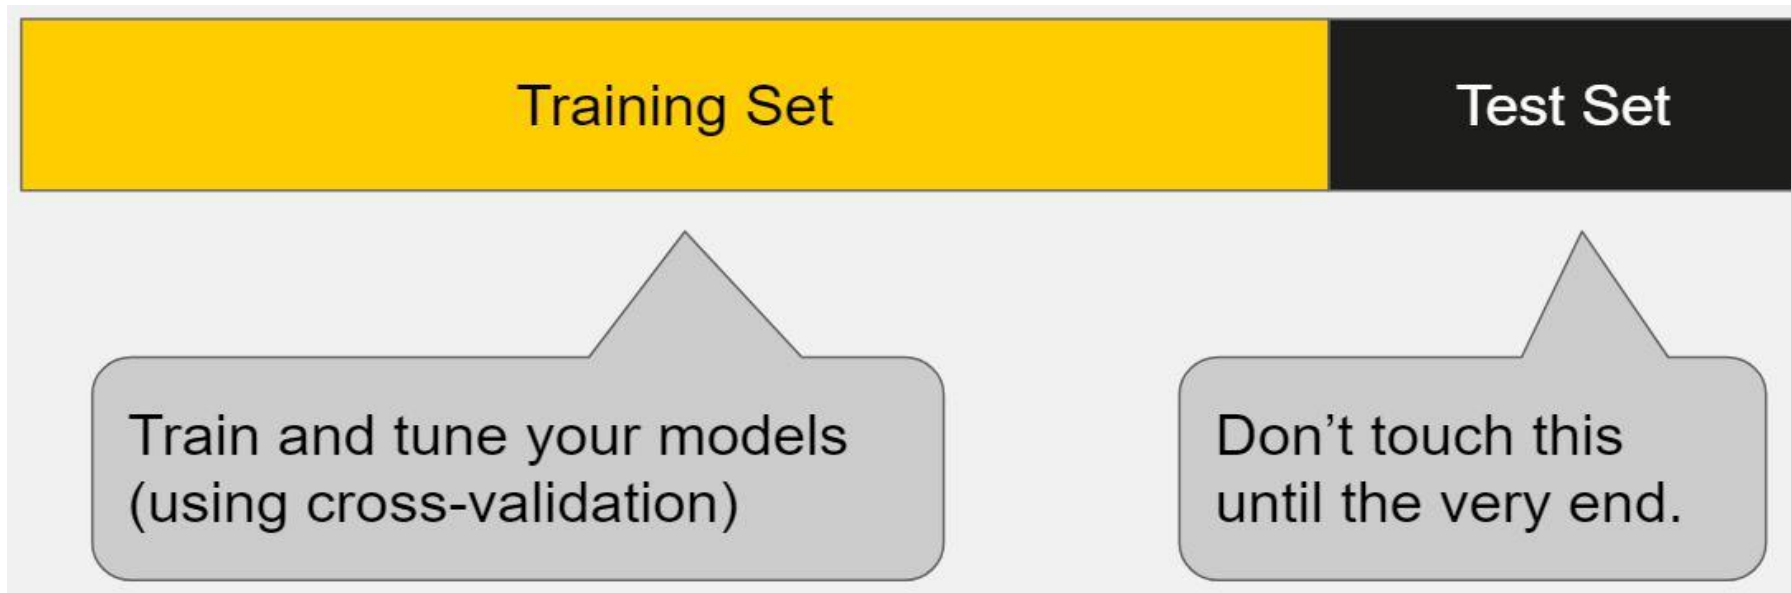 Training Set
Test Set
Train and tune your models
(using cross-validation)
Don’t touch this
until the very end.